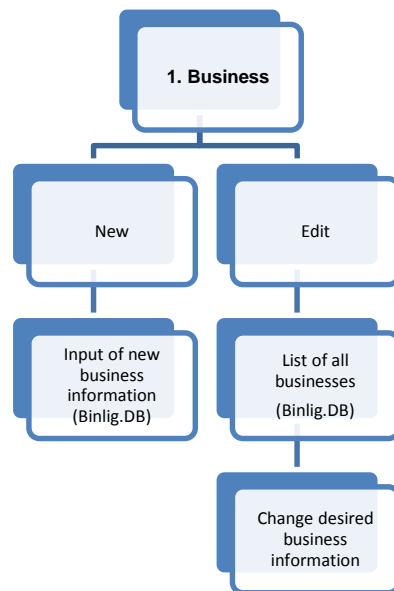 1. Business
New
Edit
Input of new
business
information
(Binlig.DB)
List of all
businesses
(Binlig.DB)
Change desired
business
information